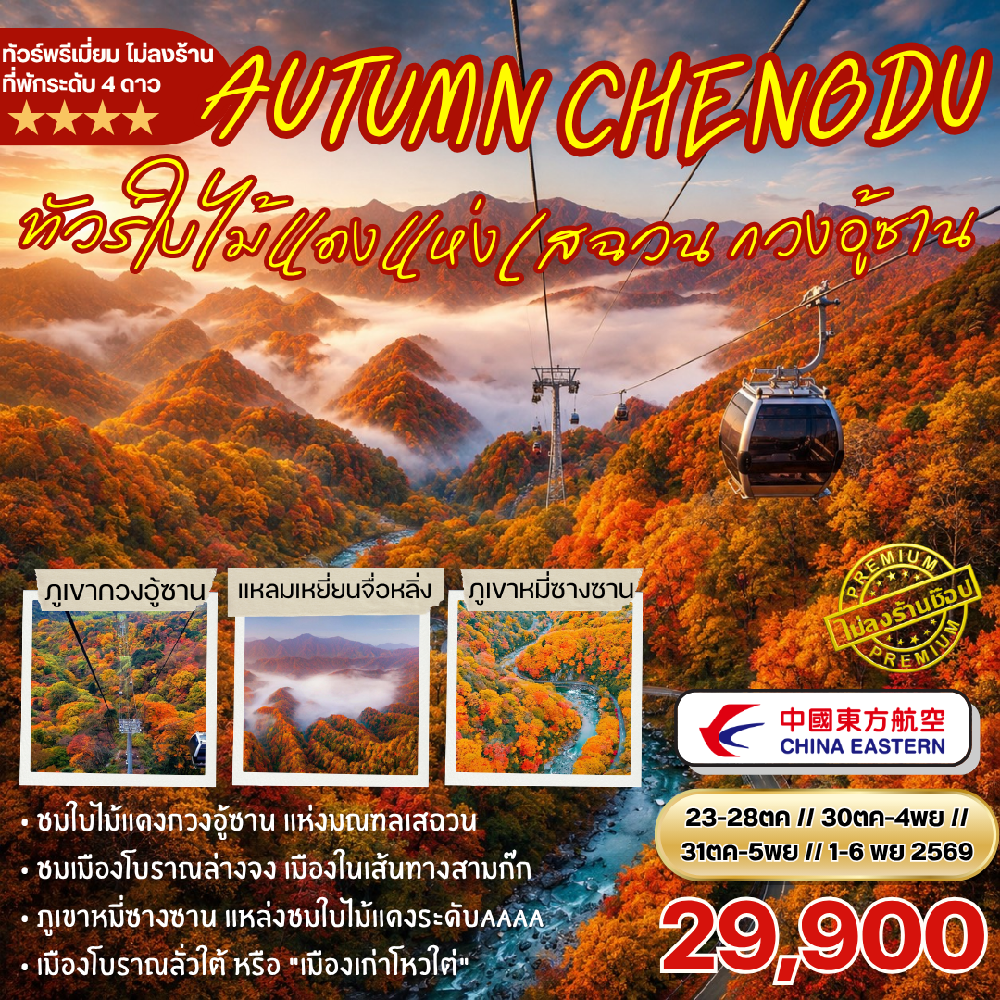 ทัวร์พรีเมี่ยม ไม่ลงร้าน
ที่พักระดับ 4 ดาว
AUTUMN CHENGDU
ทัวร์ใบไม้แดงแห่งเสฉวน กวงอู้ซาน
ภูเขากวงอู้ซาน
แหลมเหยี่ยนจื่อหลิ่ง
ภูเขาหมี่ซางซาน
PREMIUM
ไม่ลงร้านช๊อป
PREMIUM
中國東方航空
CHINA EASTERN
• ชมใบไม้แดงกวงอู้ซาน แห่งมณฑลเสฉวน
• ชมเมืองโบราณล่างจง เมืองในเส้นทางสามก๊ก
• ภูเขาหมี่ซางซาน แหล่งชมใบไม้แดงระดับAAAA
• เมืองโบราณลั่วใต้ หรือ "เมืองเก่าโหวใต่"
23-28ตค // 30ตค-4พย //
31ตค-5พย // 1-6 พย 2569
29,900